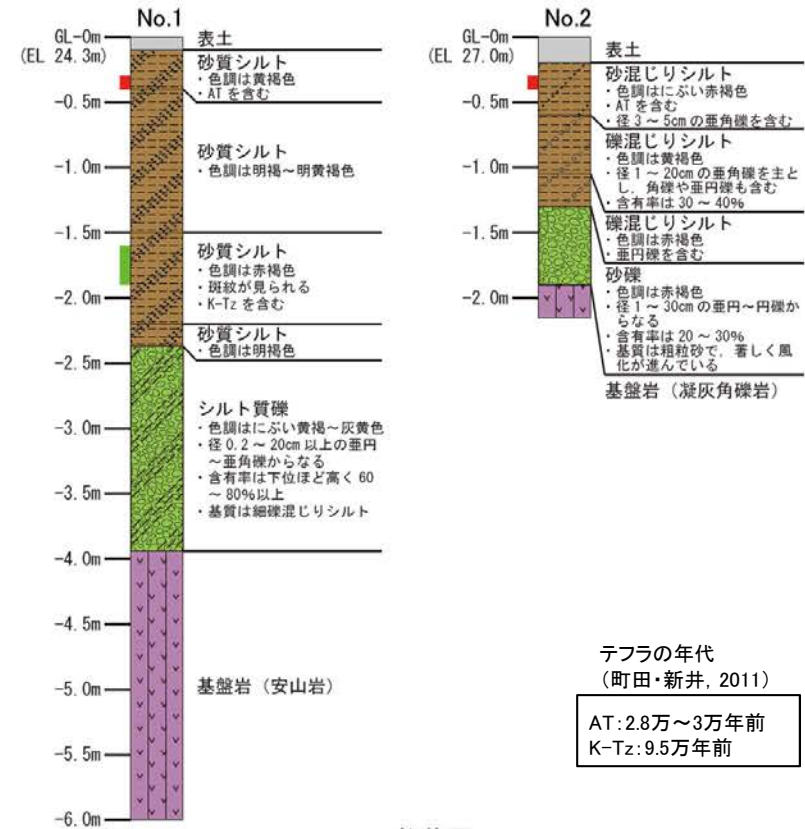 No.1
GL-0m
(EL 24.3m)
-0.5m
-1.0m
-1.5m
-2.0m
-2.5m
-3.0m
-3.5m
-4.0m
-4.5m
-5.0m
-5.5m
-6.0m
表土
砂質シルト
・色調は黄褐色
・ATを含む
砂質シルト
・色調は明褐～明黄褐色
砂質シルト
・色調は赤褐色
・斑紋が見られる
・K-Tzを含む
砂質シルト
・色調は明褐色
シルト質礫
・色調はにぶい黄褐～灰黄色
・径0.2～20cm以上の亜円
～亜角礫からなる
・含有率は下位ほど高く60
～80%以上
・基質は細礫混じりシルト
基盤岩（安山岩）
No.2
GL-0m
(EL 27.0m)
-0.5m
-1.0m
-1.5m
-2.0m
表土
砂混じりシルト
・色調はにぶい赤褐色
・ATを含む
・径3～5cmの亜角礫を含む
礫混じりシルト
・色調は黄褐色
・径1～20cmの亜角礫を主と
し，角礫や亜円礫も含む
・含有率は30～40%
礫混じりシルト
・色調は赤褐色
・亜円礫を含む
砂礫
・色調は赤褐色
・径1～30cmの亜円～円礫か
らなる
・含有率は20～30%
・基質は粗粒砂で，著しく風
化が進んでいる
基盤岩（凝灰角礫岩）
テフラの年代
（町田・新井, 2011）
AT:2.8万～3万年前
K-Tz:9.5万年前